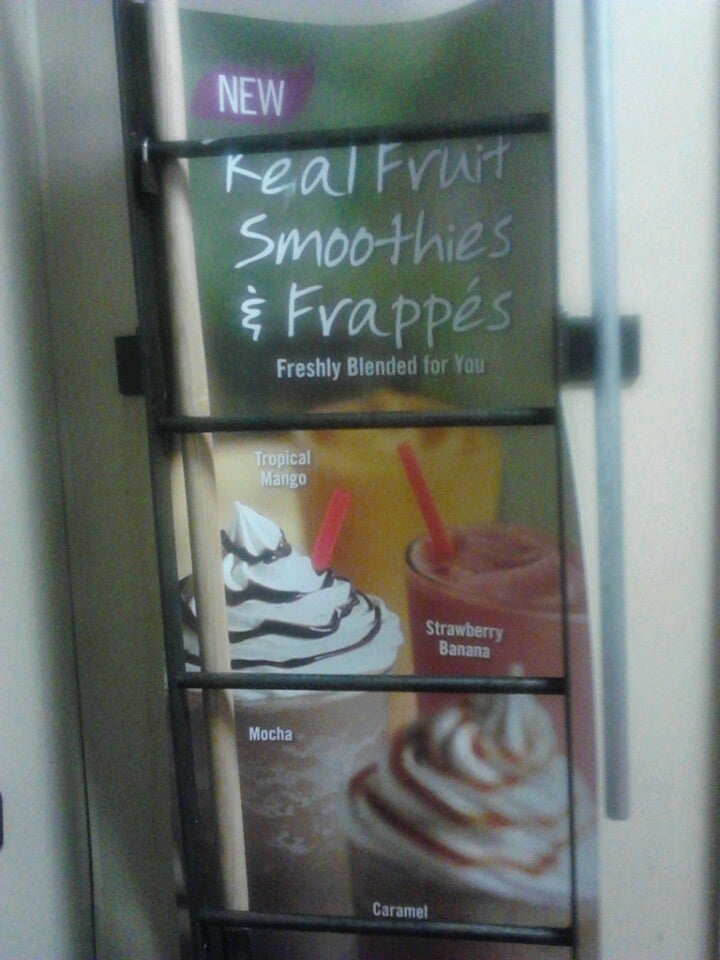 NEW
Real Fruit
Smoothies
& Frappés
Freshly Blended for You
Tropical
Mango
Strawberry
Banana
Mocha
Caramel